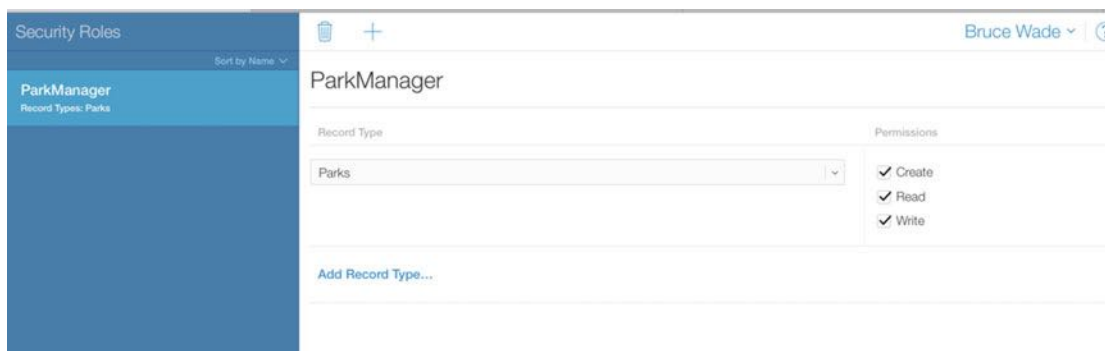 Security Roles
Bruce Wade
Sort by Name
ParkManager
Record Types: Parks
ParkManager
Record Type
Permissions
Parks
Create
Read
Write
Add Record Type...